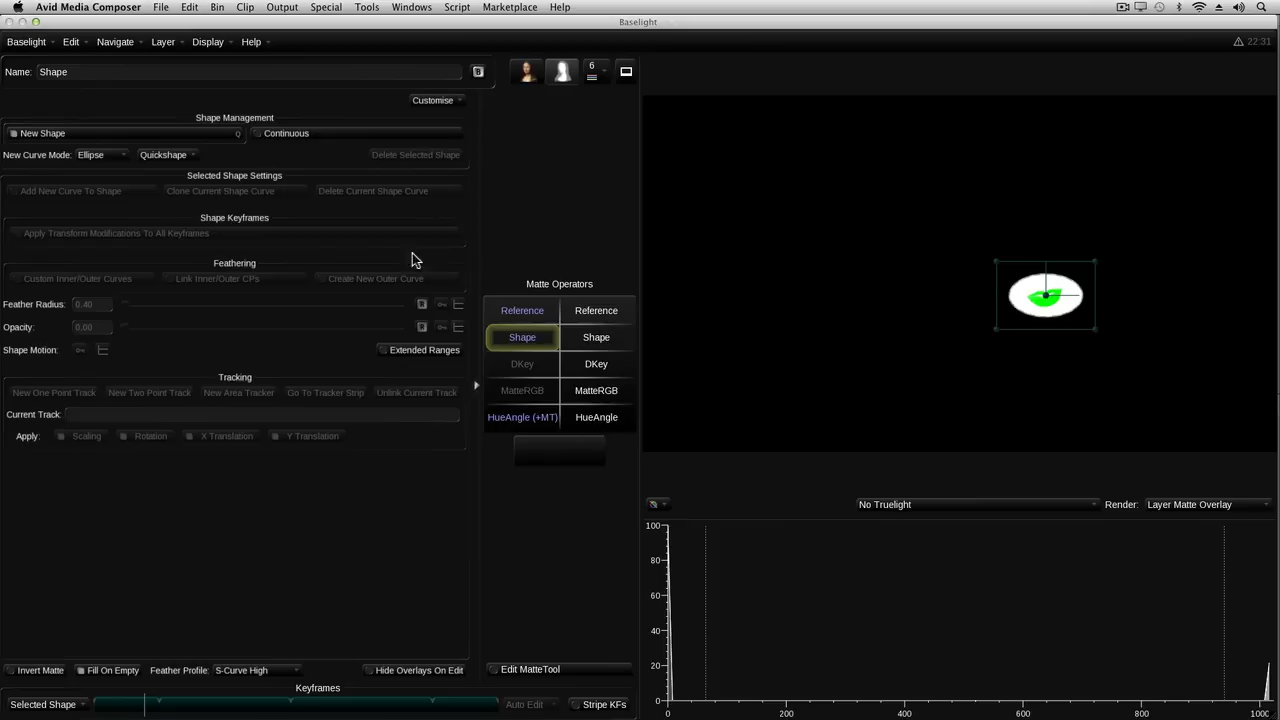 Avid Media Composer File Edit Bin Clip Output Special Tools Windows Script Marketplace Help
Baselight
Baselight Edit Navigate Layer Display Help 22:31
Name: Shape B 6
Customise
Shape Management
New Shape Q Continuous
New Curve Mode: Ellipse Quickshape Delete Selected Shape
Selected Shape Settings
Add New Curve To Shape Clone Current Shape Curve Delete Current Shape Curve
Shape Keyframes
Apply Transform Modifications To All Keyframes
Feathering
Custom Inner/Outer Curves Link Inner/Outer CPs Create New Outer Curve
Feather Radius: 0.40 R
Opacity: 0.00 R
Shape Motion: Extended Ranges
Tracking
New One Point Track New Two Point Track New Area Tracker Go To Tracker Strip Unlink Current Track
Current Track:
Apply: Scaling Rotation X Translation Y Translation
Matte Operators
Reference Reference
Shape Shape
DKey DKey
MatteRGB MatteRGB
HueAngle (+MT) HueAngle
No Truelight Render: Layer Matte Overlay
100
80
60
40
20
0
0 200 400 600 800 1000
Invert Matte Fill On Empty Feather Profile: S-Curve High Hide Overlays On Edit Edit MatteTool
Keyframes
Selected Shape Auto Edit Stripe KFs